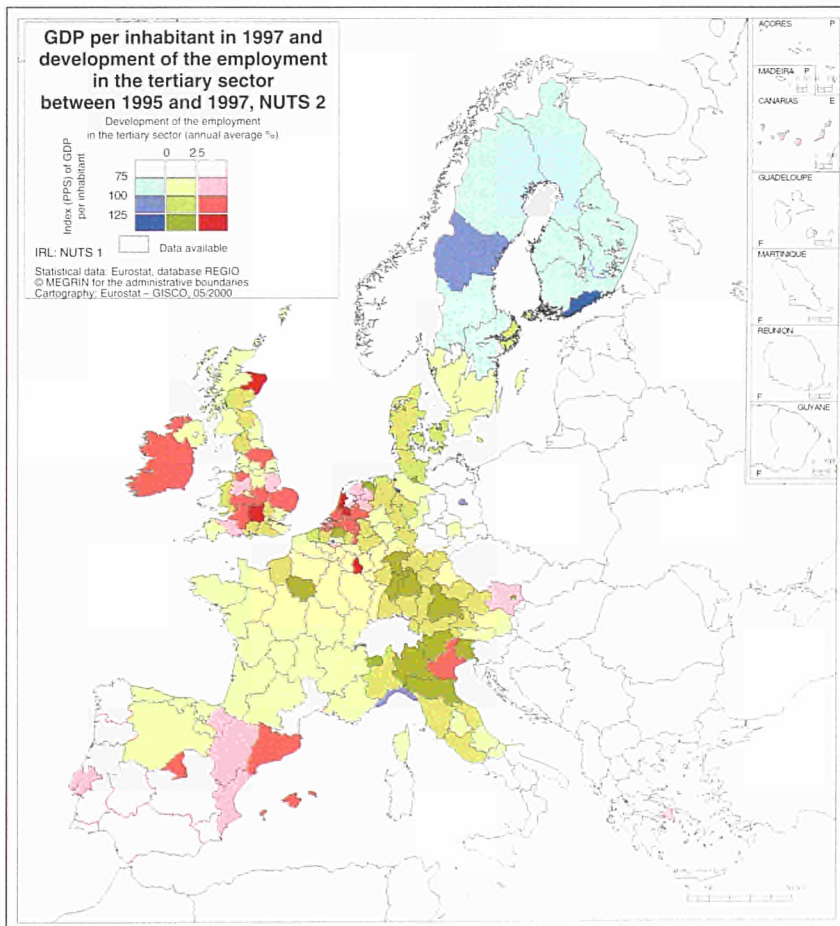 GDP per inhabitant in 1997 and
development of the employment
in the tertiary sector
between 1995 and 1997, NUTS 2
Development of the employment
in the tertiary sector (annual average %)
0 2.5
Index (PPS) of GDP
per inhabitant
75
100
125
IRL: NUTS 1
Data available
Statistical data: Eurostat, database REGIO
© MEGRIN for the administrative boundaries
Cartography: Eurostat – GISCO, 05/2000
AÇORES P
MADEIRA P
CANARIAS E
GUADELOUPE
F
MARTINIQUE
F
REUNION
F
GUYANE
F